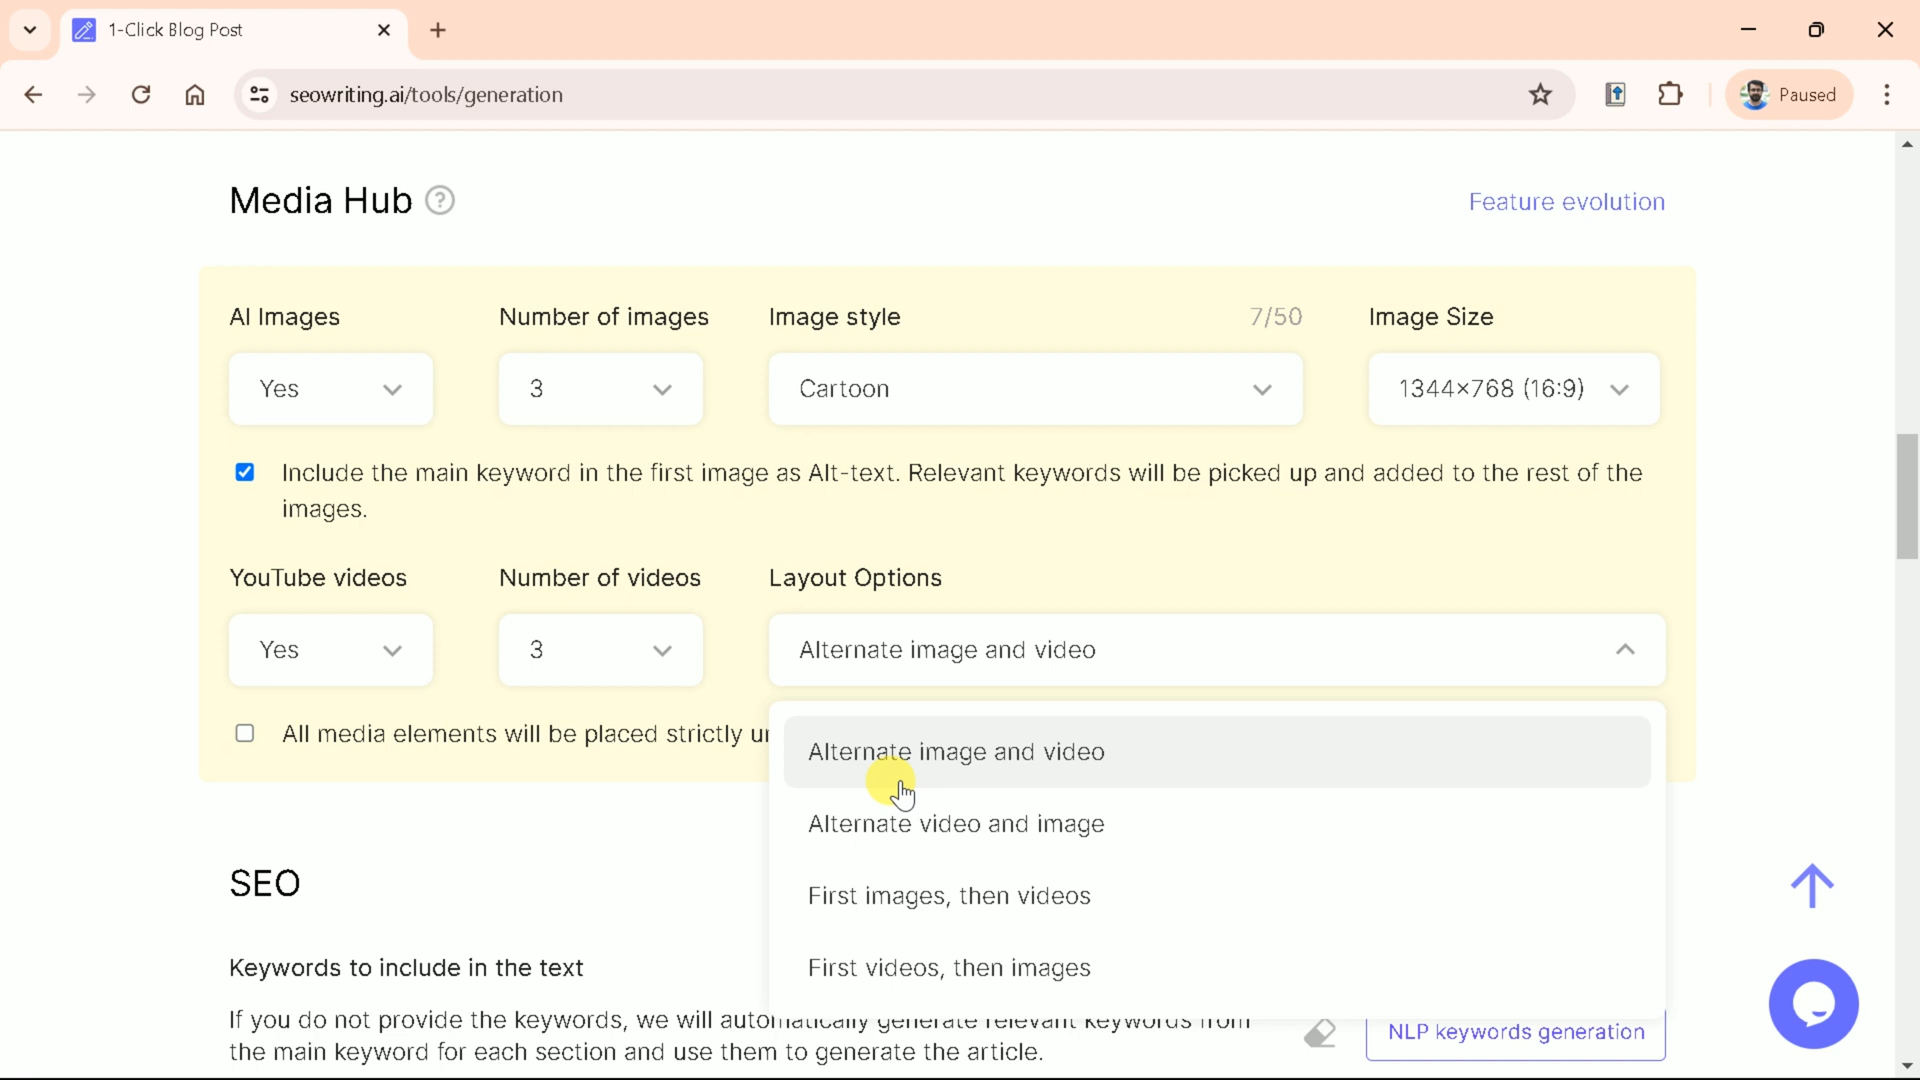 1-Click Blog Post
seowriting.ai/tools/generation
Paused
Media Hub ?
Feature evolution
AI Images
Number of images
Image style
7/50
Image Size
Yes
3
Cartoon
1344×768 (16:9)
Include the main keyword in the first image as Alt-text. Relevant keywords will be picked up and added to the rest of the
images.
YouTube videos
Number of videos
Layout Options
Yes
3
Alternate image and video
All media elements will be placed strictly
Alternate image and video
Alternate video and image
First images, then videos
First videos, then images
SEO
Keywords to include in the text
If you do not provide the keywords, we will automatically generate relevant keywords from
the main keyword for each section and use them to generate the article.
NLP keywords generation